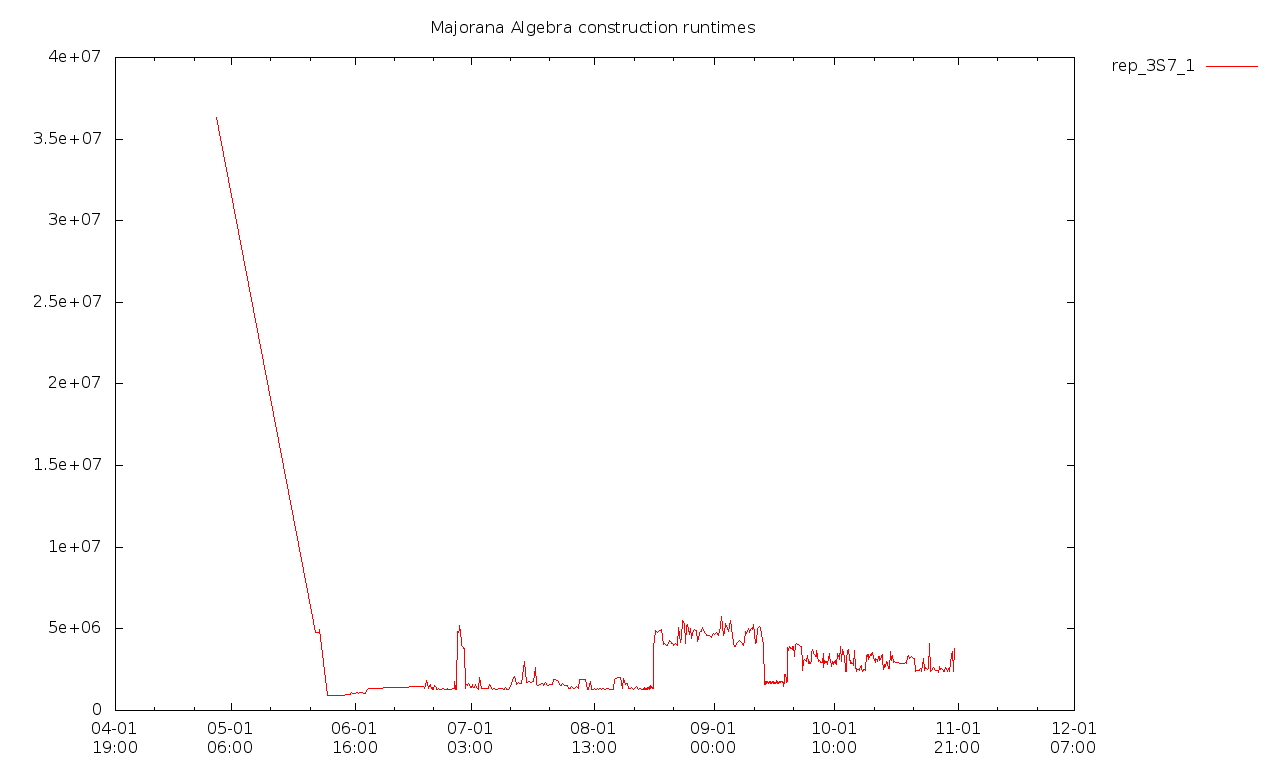 Majorana Algebra construction runtimes
rep_3S7_1
4e+07
3.5e+07
3e+07
2.5e+07
2e+07
1.5e+07
1e+07
5e+06
0
04-01 05-01 06-01 07-01 08-01 09-01 10-01 11-01 12-01
19:00 06:00 16:00 03:00 13:00 00:00 10:00 21:00 07:00